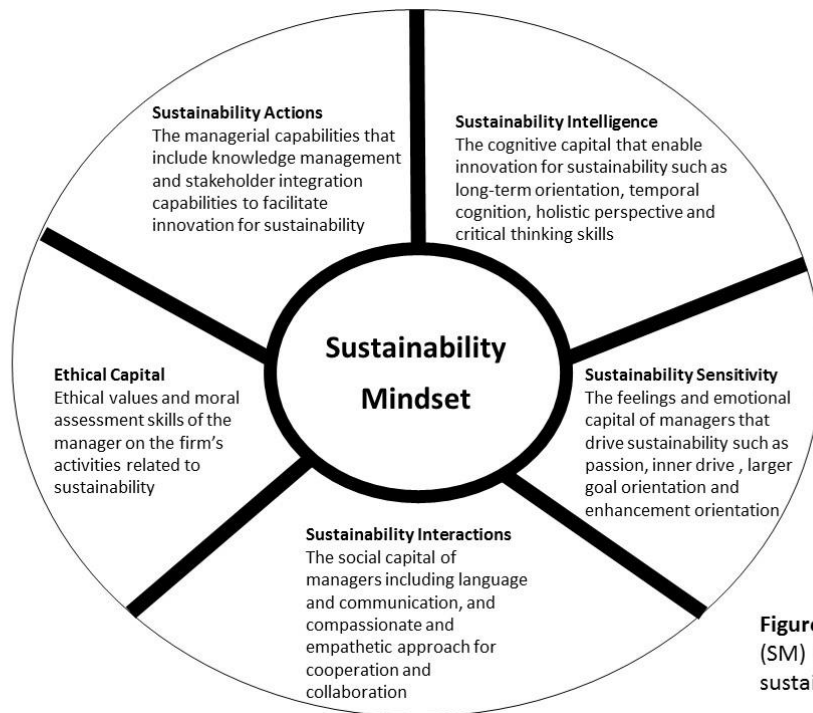 Sustainability Actions
The managerial capabilities that
include knowledge management
and stakeholder integration
capabilities to facilitate
innovation for sustainability
Sustainability Intelligence
The cognitive capital that enable
innovation for sustainability such as
long-term orientation, temporal
cognition, holistic perspective and
critical thinking skills
Sustainability
Mindset
Ethical Capital
Ethical values and moral
assessment skills of the
manager on the firm's
activities related to
sustainability
Sustainability Sensitivity
The feelings and emotional
capital of managers that
drive sustainability such as
passion, inner drive , larger
goal orientation and
enhancement orientation
Sustainability Interactions
The social capital of
managers including language
and communication, and
compassionate and
empathetic approach for
cooperation and
collaboration
Figure
(SM)